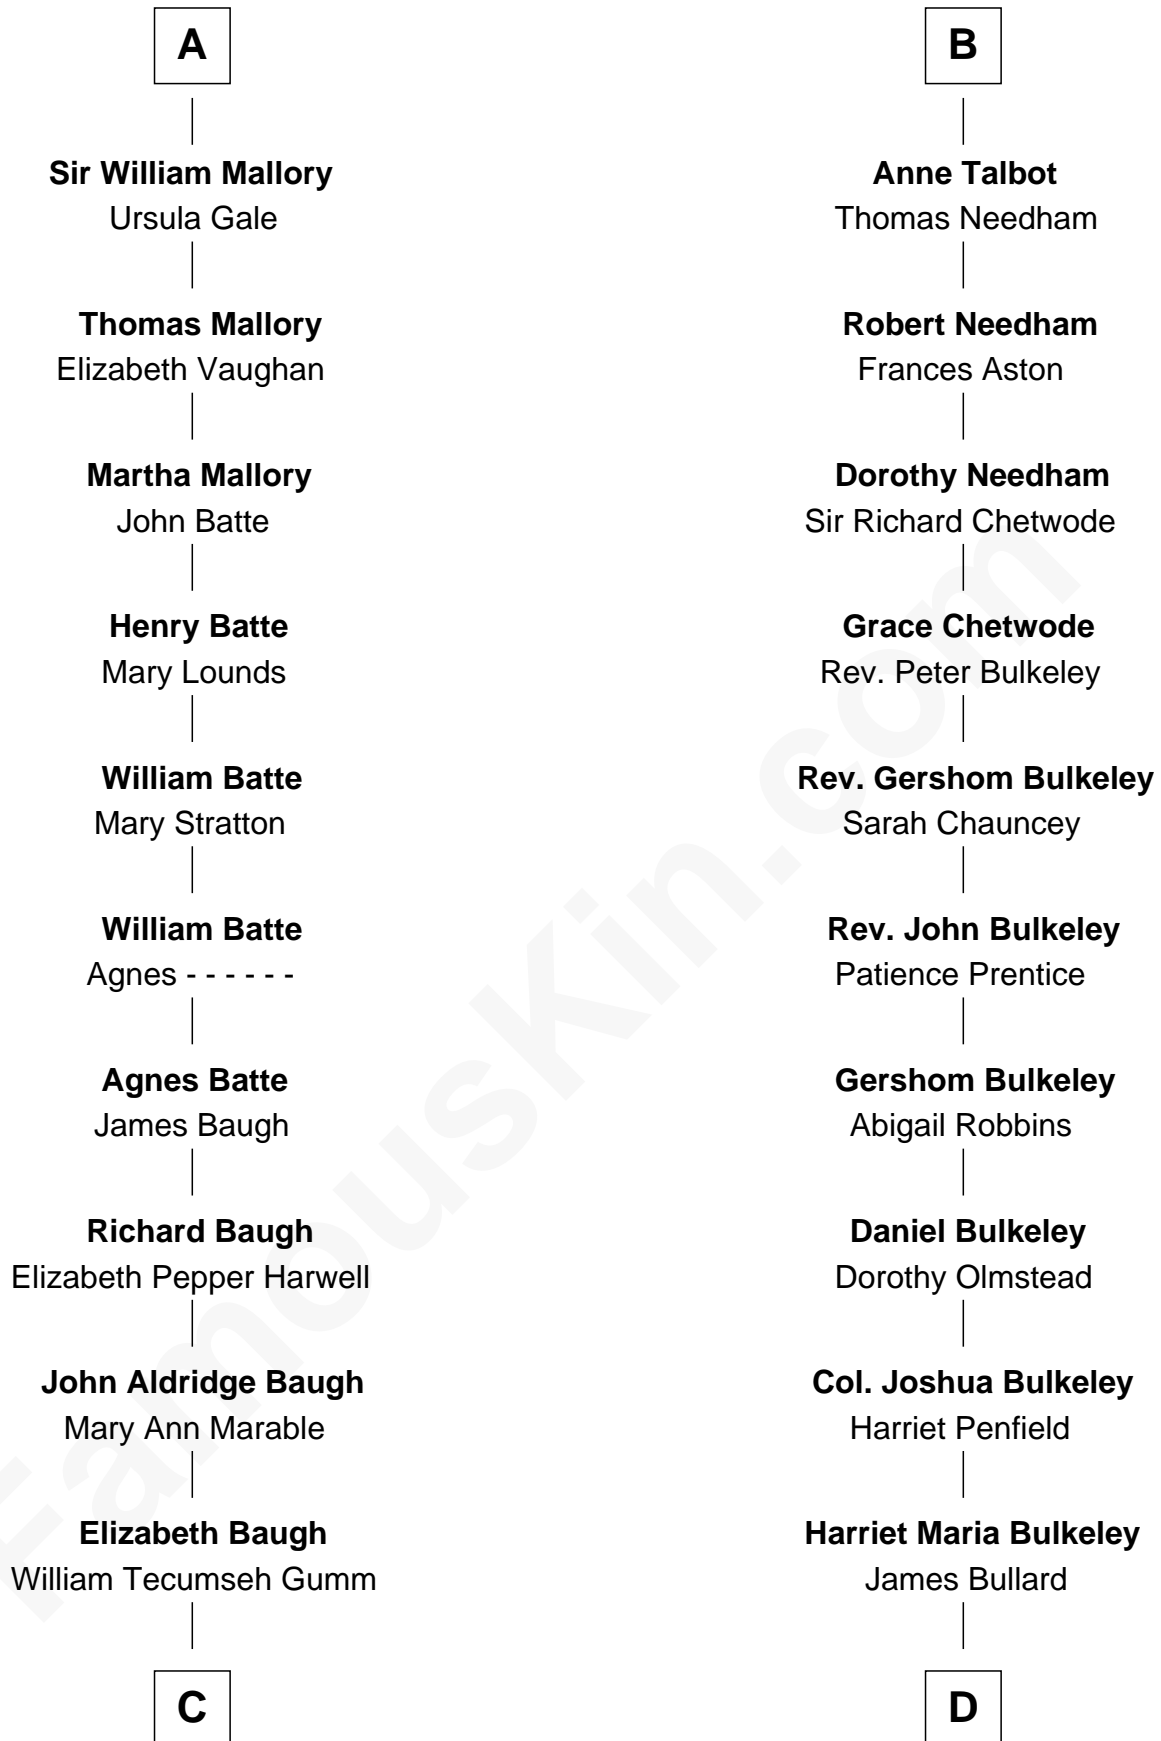 A
Sir William Mallory
Ursula Gale
Thomas Mallory
Elizabeth Vaughan
Martha Mallory
John Batte
Henry Batte
Mary Lounds
William Batte
Mary Stratton
William Batte
Agnes - - - - - -
Agnes Batte
James Baugh
Richard Baugh
Elizabeth Pepper Harwell
John Aldridge Baugh
Mary Ann Marable
Elizabeth Baugh
William Tecumseh Gumm
C
B
Anne Talbot
Thomas Needham
Robert Needham
Frances Aston
Dorothy Needham
Sir Richard Chetwode
Grace Chetwode
Rev. Peter Bulkeley
Rev. Gershom Bulkeley
Sarah Chauncey
Rev. John Bulkeley
Patience Prentice
Gershom Bulkeley
Abigail Robbins
Daniel Bulkeley
Dorothy Olmstead
Col. Joshua Bulkeley
Harriet Penfield
Harriet Maria Bulkeley
James Bullard
D
FamousKin.com